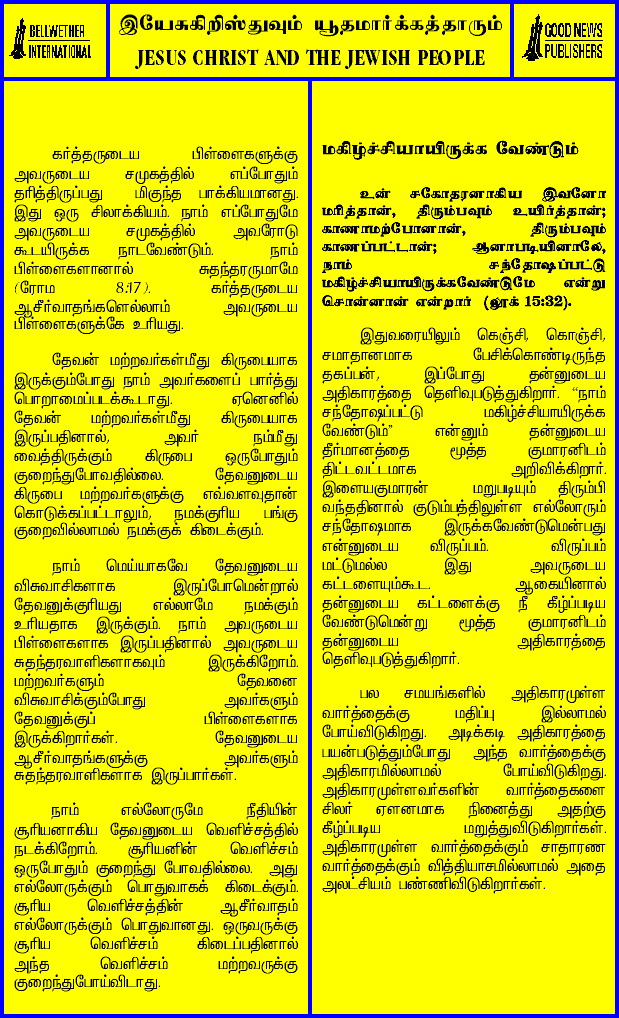 BELLWETHER
INTERNATIONAL
இயேசுகிறிஸ்துவும் யூதமார்க்கத்தாரும்
JESUS CHRIST AND THE JEWISH PEOPLE
GOOD NEWS
PUBLISHERS
கர்த்தருடைய பிள்ளைகளுக்கு
அவருடைய சமுகத்தில் எப்போதும்
தரித்திருப்பது மிகுந்த பாக்கியமானது.
இது ஒரு சிலாக்கியம். நாம் எப்போதுமே
அவருடைய சமுகத்தில் அவரோடு
கூடயிருக்க நாடவேண்டும். நாம்
பிள்ளைகளானால் சுதந்தரருமாமே
(ரோம 8:17). கர்த்தருடைய
ஆசீர்வாதங்களெல்லாம் அவருடைய
பிள்ளைகளுக்கே உரியது.
தேவன் மற்றவர்கள்மீது கிருபையாக
இருக்கும்போது நாம் அவர்களைப் பார்த்து
பொறாமைப்படக்கூடாது. ஏனெனில்
தேவன் மற்றவர்கள்மீது கிருபையாக
இருப்பதினால், அவர் நம்மீது
வைத்திருக்கும் கிருபை ஒருபோதும்
குறைந்துபோவதில்லை. தேவனுடைய
கிருபை மற்றவர்களுக்கு எவ்வளவுதான்
கொடுக்கப்பட்டாலும், நமக்குரிய பங்கு
குறைவில்லாமல் நமக்குக் கிடைக்கும்.
நாம் மெய்யாகவே தேவனுடைய
விசுவாசிகளாக இருப்போமென்றால்
தேவனுக்குரியது எல்லாமே நமக்கும்
உரியதாக இருக்கும். நாம் அவருடைய
பிள்ளைகளாக இருப்பதினால் அவருடைய
சுதந்தரவாளிகளாகவும் இருக்கிறோம்.
மற்றவர்களும் தேவனை
விசுவாசிக்கும்போது அவர்களும்
தேவனுக்குப் பிள்ளைகளாக
இருக்கிறார்கள். தேவனுடைய
ஆசீர்வாதங்களுக்கு அவர்களும்
சுதந்தரவாளிகளாக இருப்பார்கள்.
நாம் எல்லோருமே நீதியின்
சூரியனாகிய தேவனுடைய வெளிச்சத்தில்
நடக்கிறோம். சூரியனின் வெளிச்சம்
ஒருபோதும் குறைந்து போவதில்லை. அது
எல்லோருக்கும் பொதுவாகக் கிடைக்கும்.
சூரிய வெளிச்சத்தின் ஆசீர்வாதம்
எல்லோருக்கும் பொதுவானது. ஒருவருக்கு
சூரிய வெளிச்சம் கிடைப்பதினால்
அந்த வெளிச்சம் மற்றவருக்கு
குறைந்துபோய்விடாது.
மகிழ்ச்சியாயிருக்க வேண்டும்
உன் சகோதரனாகிய இவனோ
மரித்தான், திரும்பவும் உயிர்த்தான்;
காணாமற்போனான், திரும்பவும்
காணப்பட்டான்; ஆனபடியினாலே,
நாம் சந்தோஷப்பட்டு
மகிழ்ச்சியாயிருக்கவேண்டுமே என்று
சொன்னான் என்றார் (லூக் 15:32).
இதுவரையிலும் கெஞ்சி, கொஞ்சி,
சமாதானமாக பேசிக்கொண்டிருந்த
தகப்பன், இப்போது தன்னுடைய
அதிகாரத்தை தெளிவுபடுத்துகிறார். "நாம்
சந்தோஷப்பட்டு மகிழ்ச்சியாயிருக்க
வேண்டும்" என்னும் தன்னுடைய
தீர்மானத்தை மூத்த குமாரனிடம்
திட்டவட்டமாக அறிவிக்கிறார்.
இளையகுமாரன் மறுபடியும் திரும்பி
வந்ததினால் குடும்பத்திலுள்ள எல்லோரும்
சந்தோஷமாக இருக்கவேண்டுமென்பது
என்னுடைய விருப்பம். விருப்பம்
மட்டுமல்ல இது அவருடைய
கட்டளையும்கூட. ஆகையினால்
தன்னுடைய கட்டளைக்கு நீ கீழ்ப்படிய
வேண்டுமென்று மூத்த குமாரனிடம்
தன்னுடைய அதிகாரத்தை
தெளிவுபடுத்துகிறார்.
பல சமயங்களில் அதிகாரமுள்ள
வார்த்தைக்கு மதிப்பு இல்லாமல்
போய்விடுகிறது. அடிக்கடி அதிகாரத்தை
பயன்படுத்தும்போது அந்த வார்த்தைக்கு
அதிகாரமில்லாமல் போய்விடுகிறது.
அதிகாரமுள்ளவர்களின் வார்த்தைகளை
சிலர் ஏளனமாக நினைத்து அதற்கு
கீழ்ப்படிய மறுத்துவிடுகிறார்கள்.
அதிகாரமுள்ள வார்த்தைக்கும் சாதாரண
வார்த்தைக்கும் வித்தியாசமில்லாமல் அதை
அலட்சியம் பண்ணிவிடுகிறார்கள்.